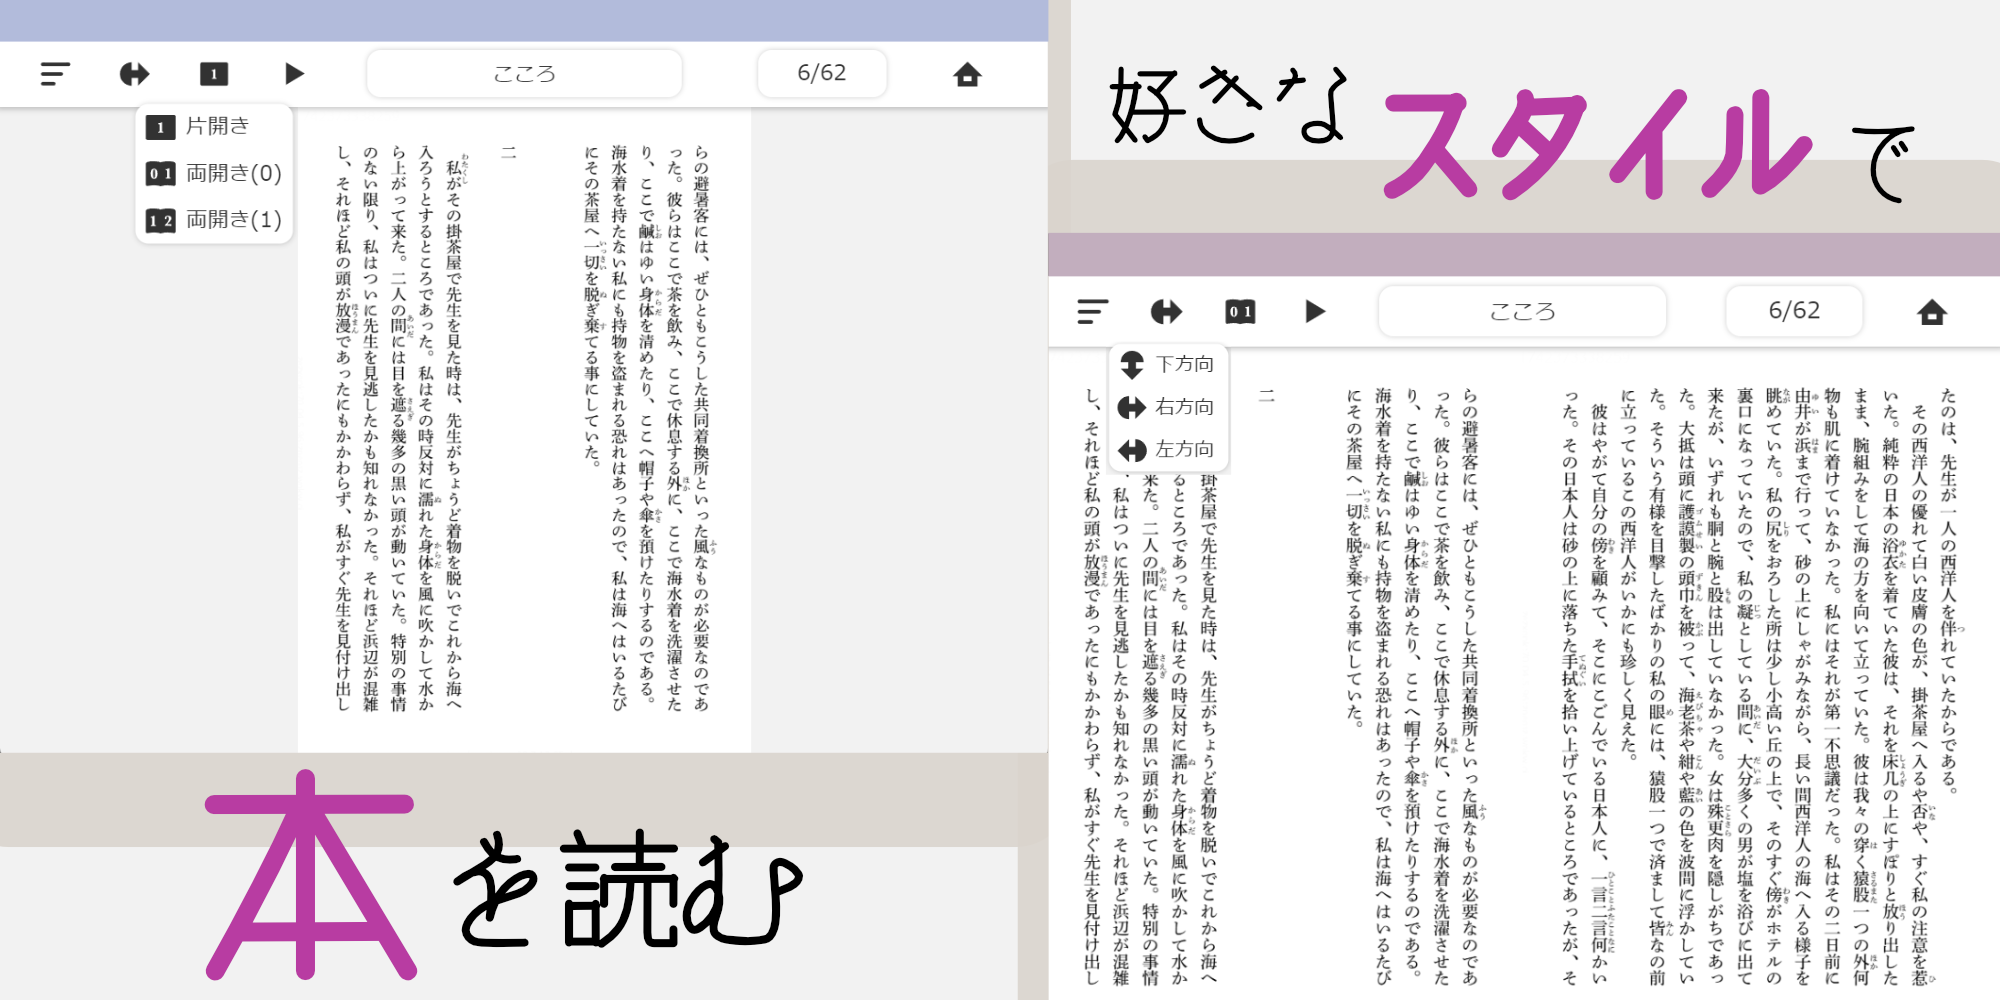 こころ
6/62
1 片開き
0 1 両開き(0)
1 2 両開き(1)
らの避暑客には、ぜひともこうした共同着換所といった風なものが必要なのであ
った。彼らはここで茶を飲み、ここで休息する外に、ここで海水着を洗濯させた
り、ここで鹹はゆい身体を清めたり、ここへ帽子や傘を預けたりするのである。
海水着を持たない私にも持物を盗まれる恐れはあったので、私は海へはいるたび
にその茶屋へ一切を脱ぎ棄てる事にしていた。
二
私がその掛茶屋で先生を見た時は、先生がちょうど着物を脱いでこれから海へ
入ろうとするところであった。私はその時反対に濡れた身体を風に吹かして水か
ら上がって来た。二人の間には目を遮る幾多の黒い頭が動いていた。特別の事情
のない限り、私はついに先生を見逃したかも知れなかった。それほど浜辺が混雑
し、それほど私の頭が放漫であったにもかかわらず、私がすぐ先生を見付け出し
本を読む
好きなスタイルで
こころ
6/62
0 1
下方向
右方向
左方向
たのは、先生が一人の西洋人を伴れていたからである。
その西洋人の優れて白い皮膚の色が、掛茶屋へ入るや否や、すぐ私の注意を惹
いた。純粋の日本の浴衣を着ていた彼は、それを床几の上にすぽりと放り出した
まま、腕組みをして海の方を向いて立っていた。彼は我々の穿く猿股一つの外何
物も肌に着けていなかった。私にはそれが第一不思議だった。私はその二日前に
由井が浜まで行って、砂の上にしゃがみながら、長い間西洋人の海へ入る様子を
眺めていた。私の尻をおろした所は少し小高い丘の上で、そのすぐ傍がホテルの
裏口になっていたので、私の凝としている間に、大分多くの男が塩を浴びに出て
来たが、いずれも胴と腕と股は出していなかった。女は殊更肉を隠しがちであっ
た。大抵は頭に護謨製の頭巾を被って、海老茶や紺や藍の色を波間に浮かしてい
た。そういう有様を目撃したばかりの私の眼には、猿股一つで済まして皆なの前
に立っているこの西洋人がいかにも珍しく見えた。
彼はやがて自分の傍を顧みて、そこにこごんでいる日本人に、一言二言何かい
った。その日本人は砂の上に落ちた手拭を拾い上げているところであったが、そ
らの避暑客には、ぜひともこうした共同着換所といった風なものが必要なのであ
った。彼らはここで茶を飲み、ここで休息する外に、ここで海水着を洗濯させた
り、ここで鹹はゆい身体を清めたり、ここへ帽子や傘を預けたりするのである。
海水着を持たない私にも持物を盗まれる恐れはあったので、私は海へはいるたび
にその茶屋へ一切を脱ぎ棄てる事にしていた。
二
掛茶屋で先生を見た時は、先生がちょうど着物を脱いでこれから海へ
るところであった。私はその時反対に濡れた身体を風に吹かして水か
来た。二人の間には目を遮る幾多の黒い頭が動いていた。特別の事情
、私はついに先生を見逃したかも知れなかった。それほど浜辺が混雑
し、それほど私の頭が放漫であったにもかかわらず、私がすぐ先生を見付け出し